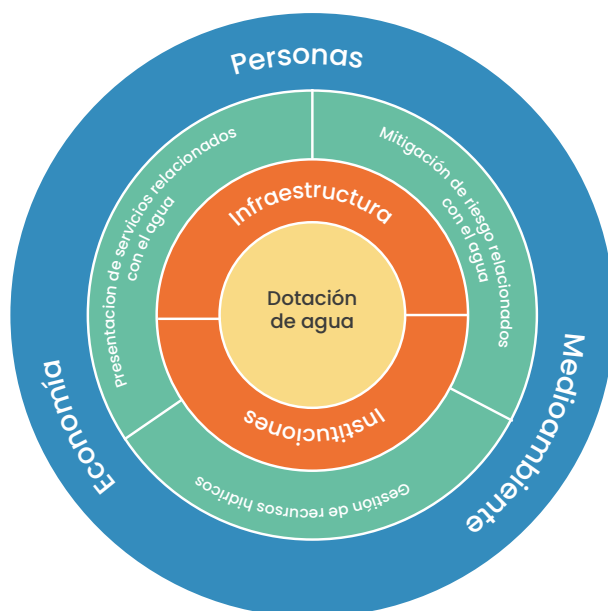 Personas
Presentacion de servicios relacionados
con el agua
Mitigación de riesgo relacionados
con el agua
Infraestructura
Dotación
de agua
Instituciones
Gestión de recursos hídricos
Economía
Medioambiente